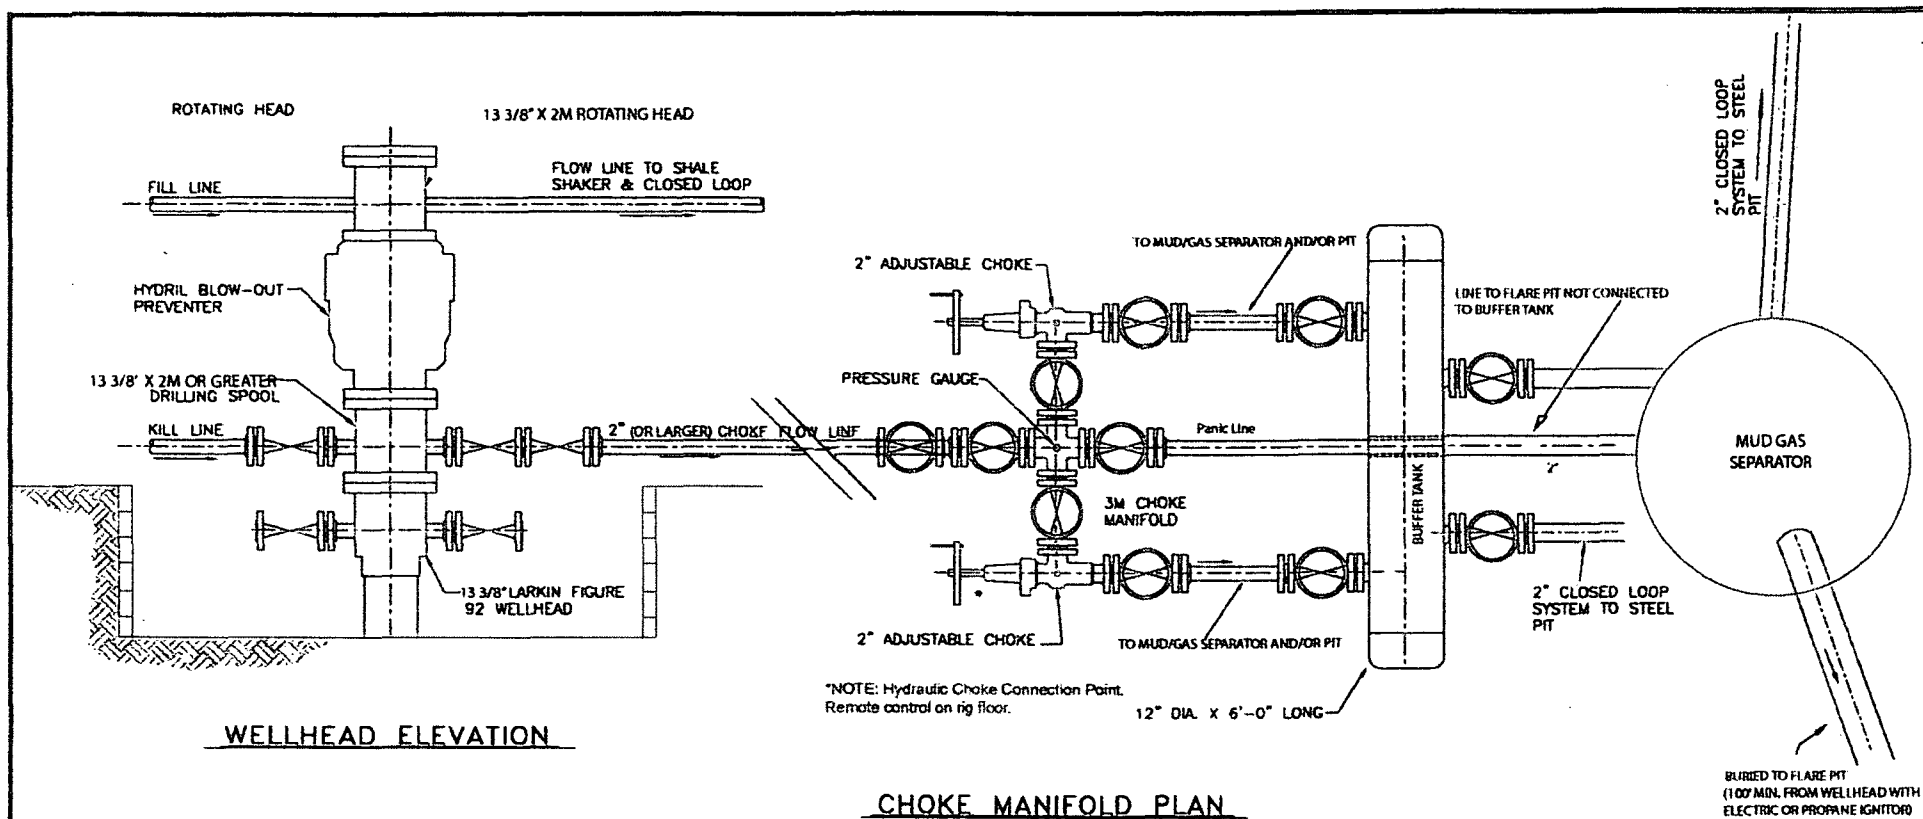 ROTATING HEAD
13 3/8" X 2M ROTATING HEAD
FILL LINE
FLOW LINE TO SHALE
SHAKER & CLOSED LOOP
HYDRIL BLOW-OUT
PREVENTER
13 3/8' X 2M OR GREATER
DRILLING SPOOL
KILL LINE
2" (OR LARGER) CHOKE FLOW LINE
13 3/8" LARKIN FIGURE
92 WELLHEAD
WELLHEAD ELEVATION
2" ADJUSTABLE CHOKE
TO MUD/GAS SEPARATOR AND/OR PIT
PRESSURE GAUGE
Panic Line
3M CHOKE
MANIFOLD
BUFFER TANK
2" ADJUSTABLE CHOKE
TO MUD/GAS SEPARATOR AND/OR PIT
*
*NOTE: Hydraulic Choke Connection Point.
Remote control on rig floor.
12" DIA. X 6'-0" LONG
CHOKE MANIFOLD PLAN
LINE TO FLARE PIT NOT CONNECTED
TO BUFFER TANK
2" CLOSED LOOP
SYSTEM TO STEEL
PIT
MUD GAS
SEPARATOR
2" CLOSED LOOP
SYSTEM TO STEEL
PIT
BURIED TO FLARE PIT
(100' MIN. FROM WELLHEAD WITH
ELECTRIC OR PROPANE IGNITOR)